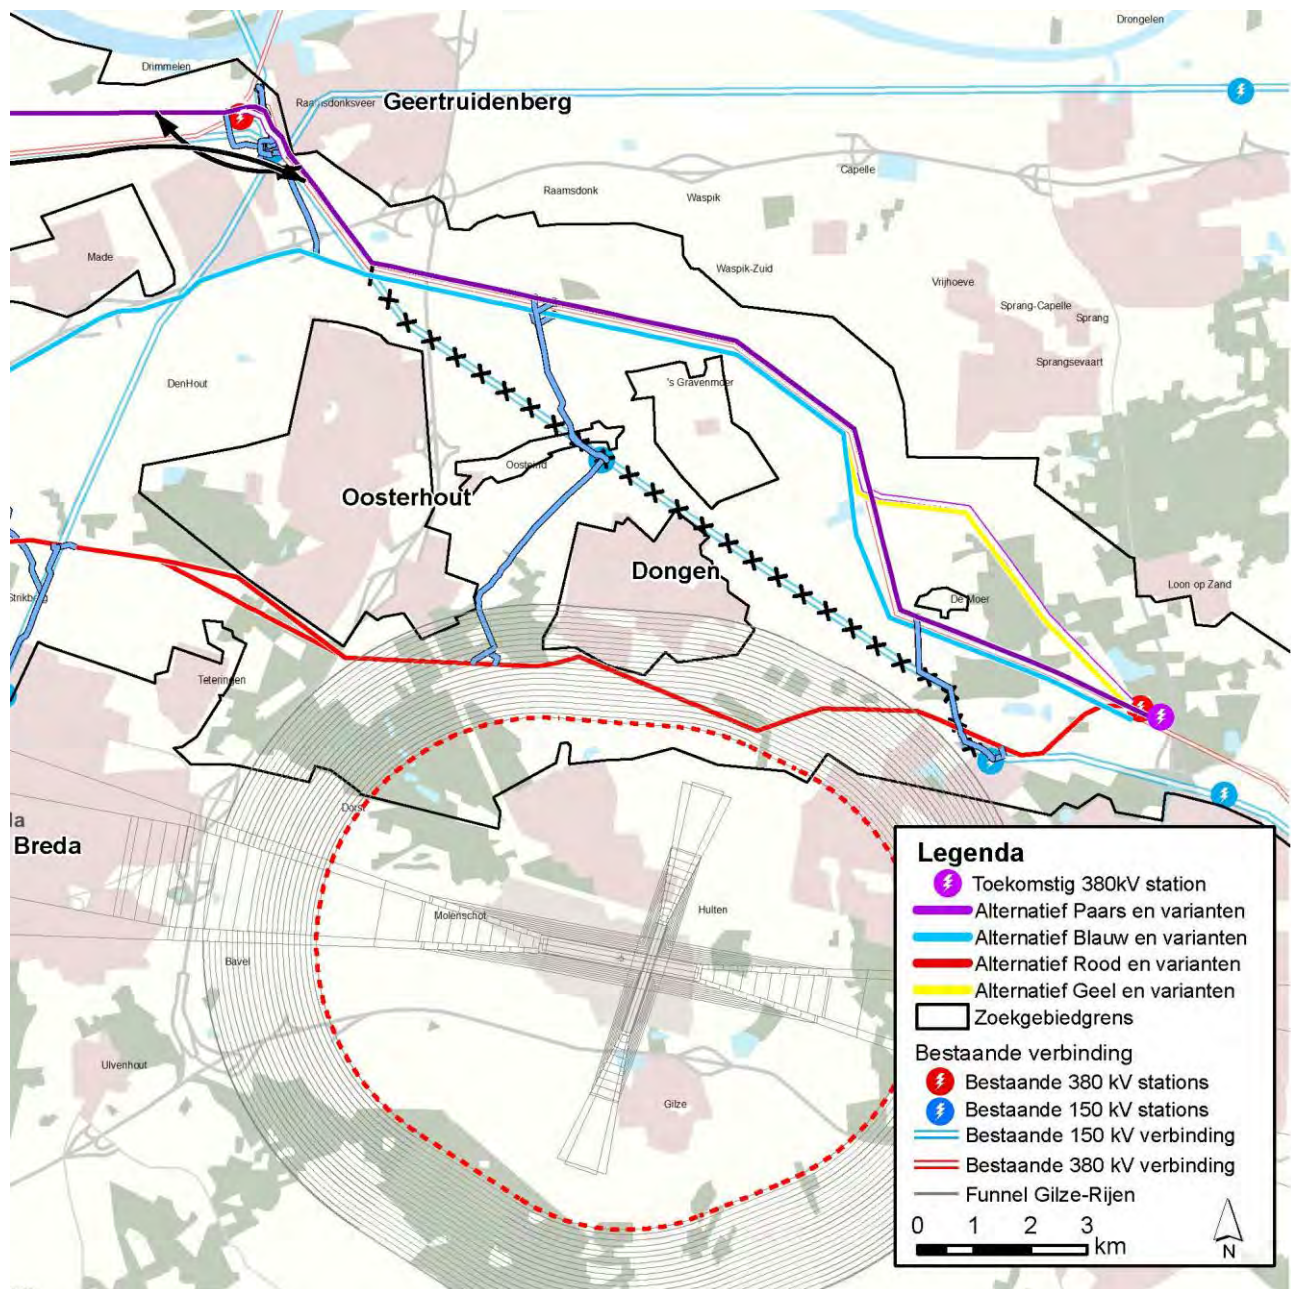 Drongelen
Drimmelen
Raamsdonksveer
Geertruidenberg
Capelle
Raamsdonk
Waspik
Made
Waspik-Zuid
Vrijhoeve
Sprang-Capelle
Sprang
Sprangsevaart
DenHout
's Gravenmoer
Oosteind
Oosterhout
Dongen
Loon op Zand
De Moer
Strikberg
Teteringen
Dorst
la
Breda
Molenschot
Hulten
Bavel
Ulvenhout
Gilze
Legenda
Toekomstig 380kV station
Alternatief Paars en varianten
Alternatief Blauw en varianten
Alternatief Rood en varianten
Alternatief Geel en varianten
Zoekgebiedgrens
Bestaande verbinding
Bestaande 380 kV stations
Bestaande 150 kV stations
Bestaande 150 kV verbinding
Bestaande 380 kV verbinding
Funnel Gilze-Rijen
0 1 2 3
km
N